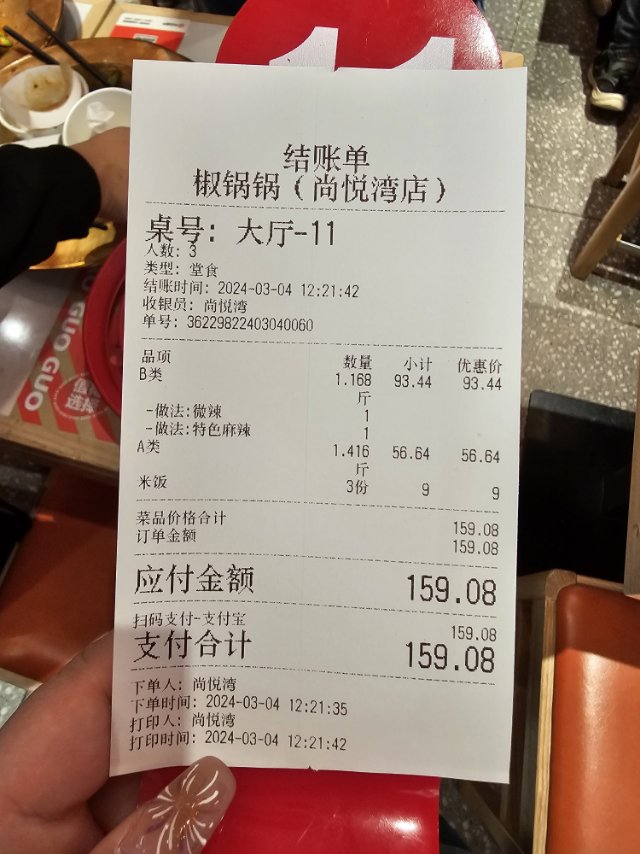 11
结账单
椒锅锅(尚悦湾店)
桌号: 大厅-11
人数: 3
类型: 堂食
结账时间: 2024-03-04 12:21:42
收银员: 尚悦湾
单号: 36229822403040060
品项 数量 小计 优惠价
B类 1.168 93.44 93.44
斤
-做法:微辣 1
-做法:特色麻辣 1
A类 1.416 56.64 56.64
斤
米饭 3份 9 9
菜品价格合计 159.08
订单金额 159.08
应付金额 159.08
扫码支付-支付宝 159.08
支付合计 159.08
下单人: 尚悦湾
下单时间: 2024-03-04 12:21:35
打印人: 尚悦湾
打印时间: 2024-03-04 12:21:42
GUO GUO